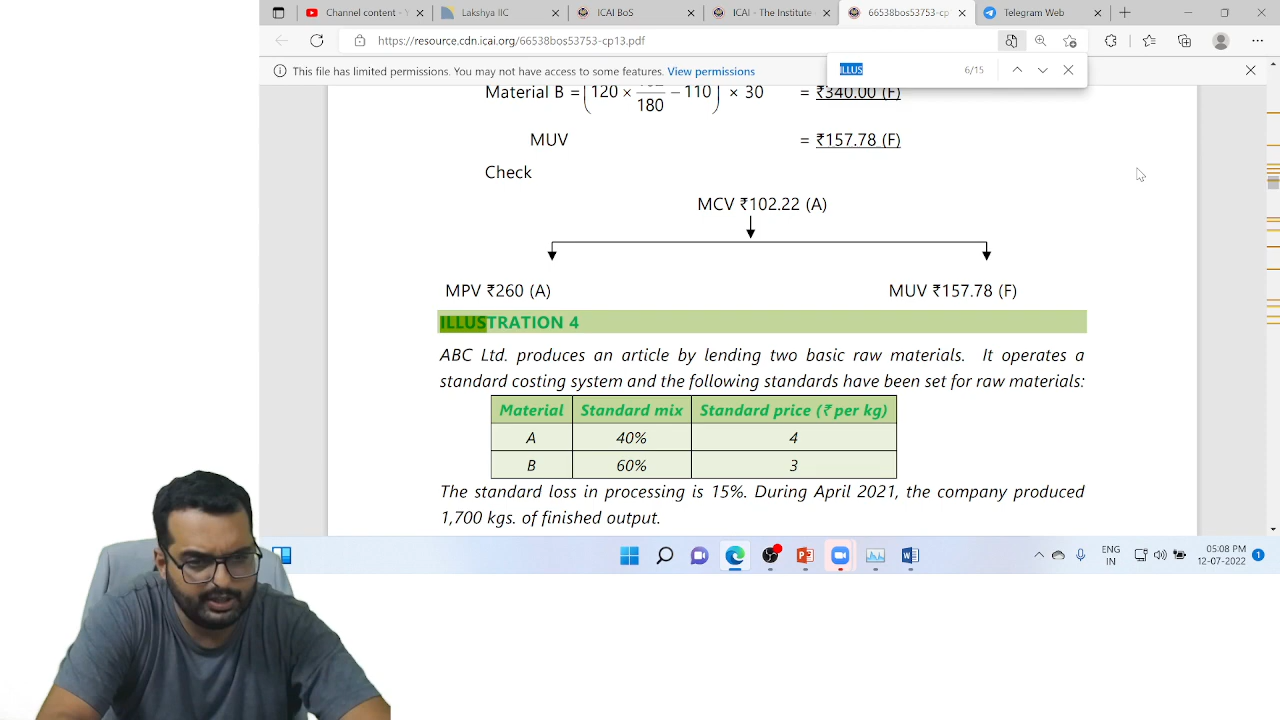 Channel content - Y
Lakshya IIC
ICAI BoS
ICAI - The Institute
66538bos53753-cp
Telegram Web
https://resource.cdn.icai.org/66538bos53753-cp13.pdf
ILLUS 6/15
This file has limited permissions. You may not have access to some features. View permissions
Material B = (120 × /180 − 110) × 30 = ₹340.00 (F)
MUV = ₹157.78 (F)
Check
MCV ₹102.22 (A)
MPV ₹260 (A) MUV ₹157.78 (F)
ILLUSTRATION 4
ABC Ltd. produces an article by lending two basic raw materials. It operates a
standard costing system and the following standards have been set for raw materials:
Material Standard mix Standard price (₹ per kg)
A 40% 4
B 60% 3
The standard loss in processing is 15%. During April 2021, the company produced
1,700 kgs. of finished output.
ENG
IN
05:08 PM
12-07-2022
1